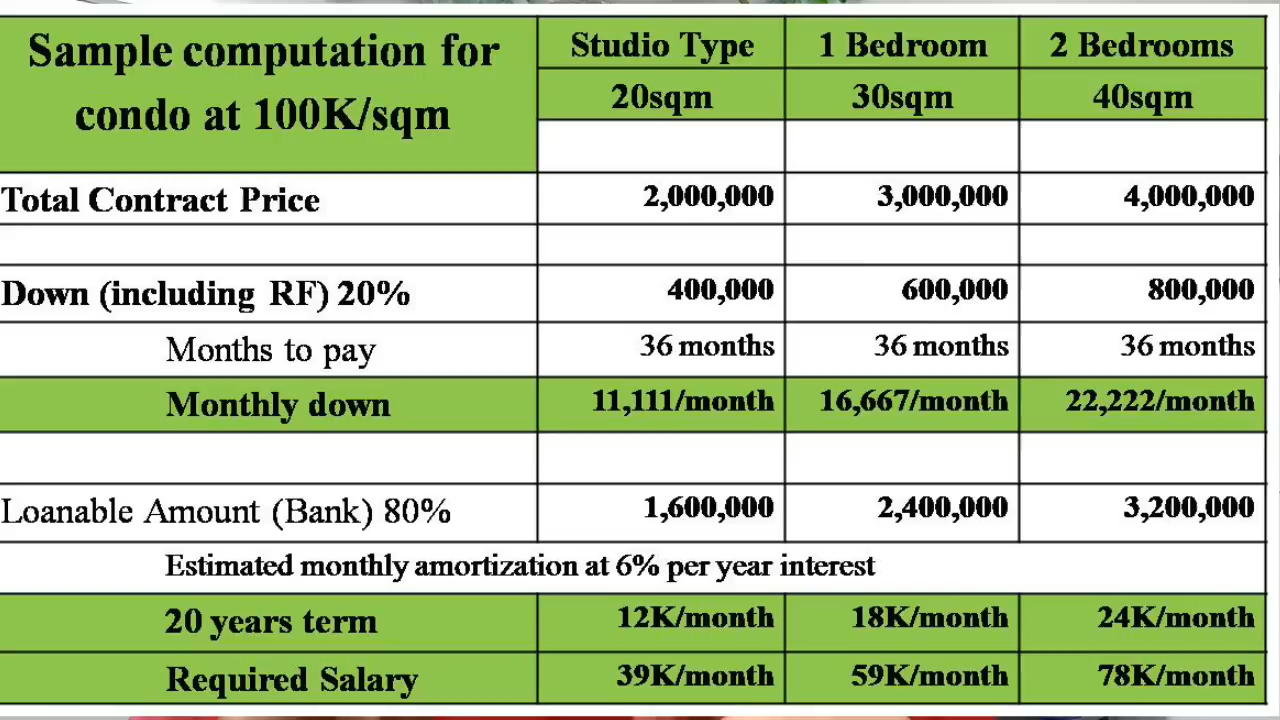 Sample computation for
condo at 100K/sqm
Studio Type 1 Bedroom 2 Bedrooms
20sqm 30sqm 40sqm
Total Contract Price 2,000,000 3,000,000 4,000,000
Down (including RF) 20% 400,000 600,000 800,000
Months to pay 36 months 36 months 36 months
Monthly down 11,111/month 16,667/month 22,222/month
Loanable Amount (Bank) 80% 1,600,000 2,400,000 3,200,000
Estimated monthly amortization at 6% per year interest
20 years term 12K/month 18K/month 24K/month
Required Salary 39K/month 59K/month 78K/month